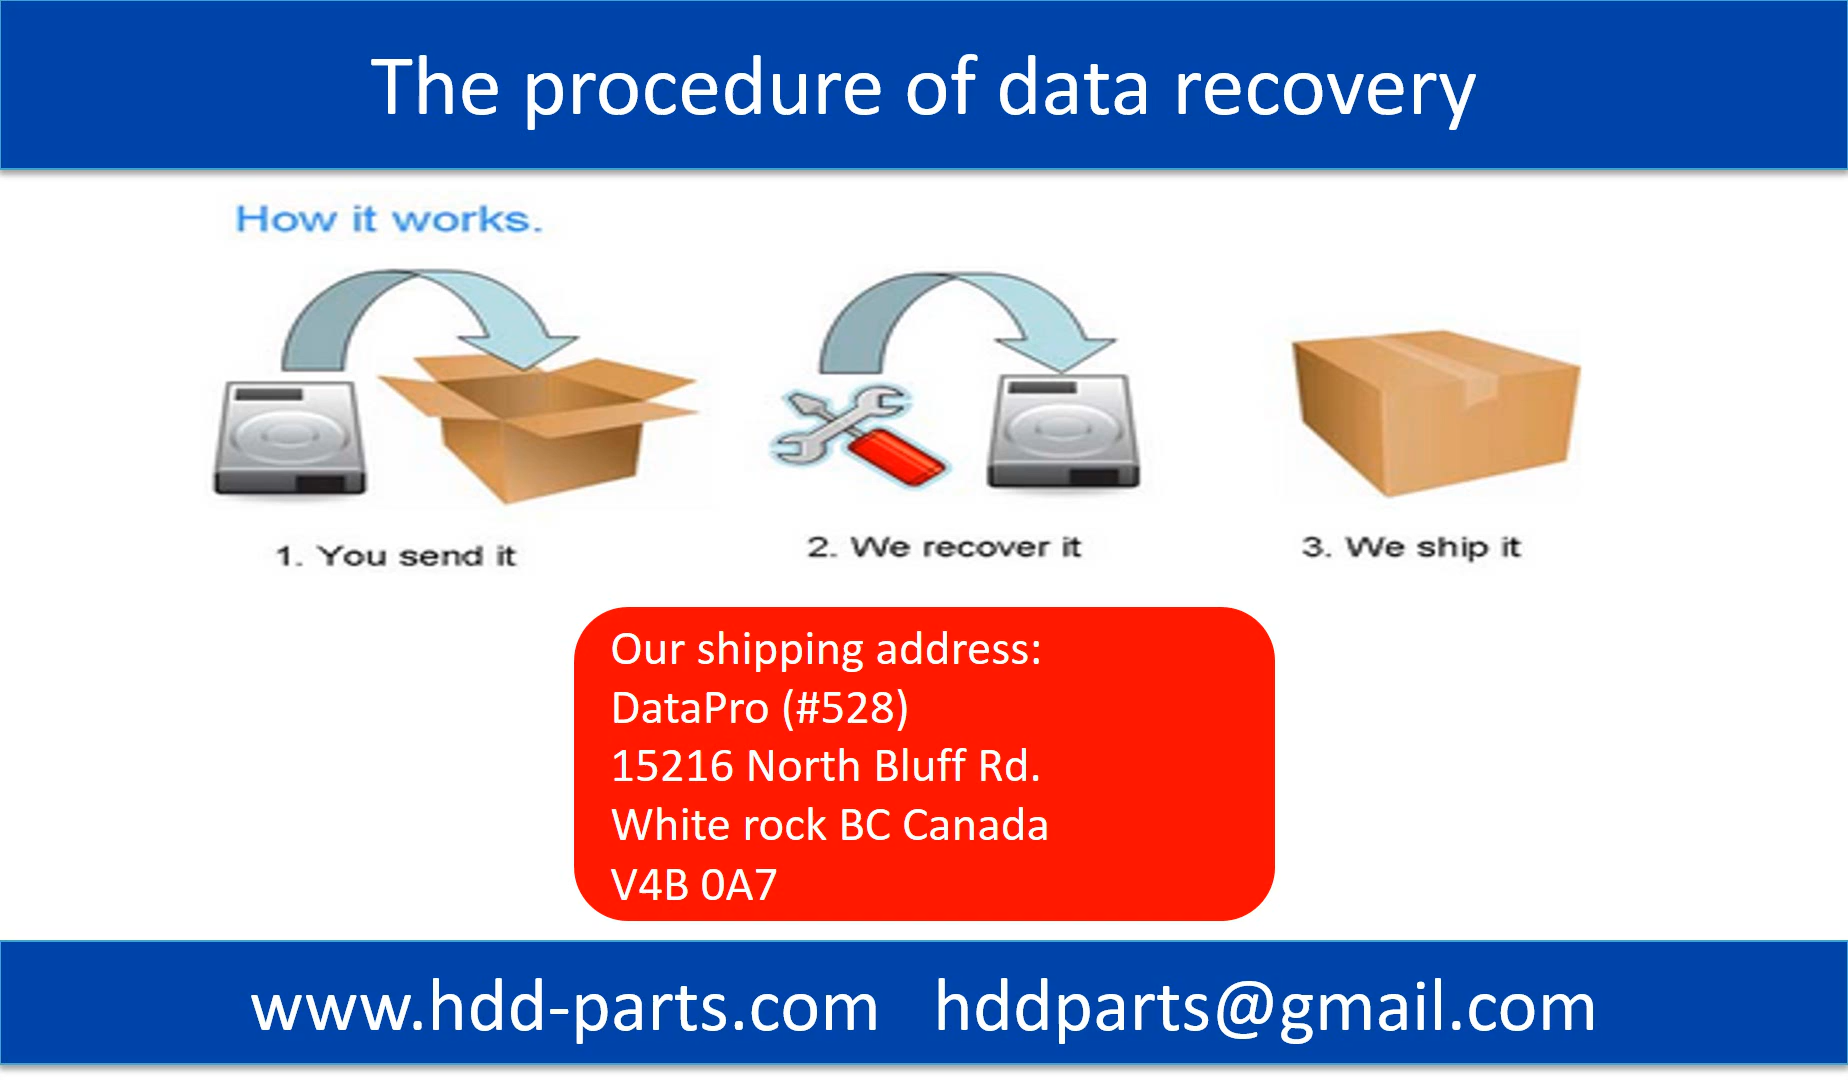 The procedure of data recovery
How it works.
1. You send it
2. We recover it
3. We ship it
Our shipping address:
DataPro (#528)
15216 North Bluff Rd.
White rock BC Canada
V4B 0A7
www.hdd-parts.com hddparts@gmail.com